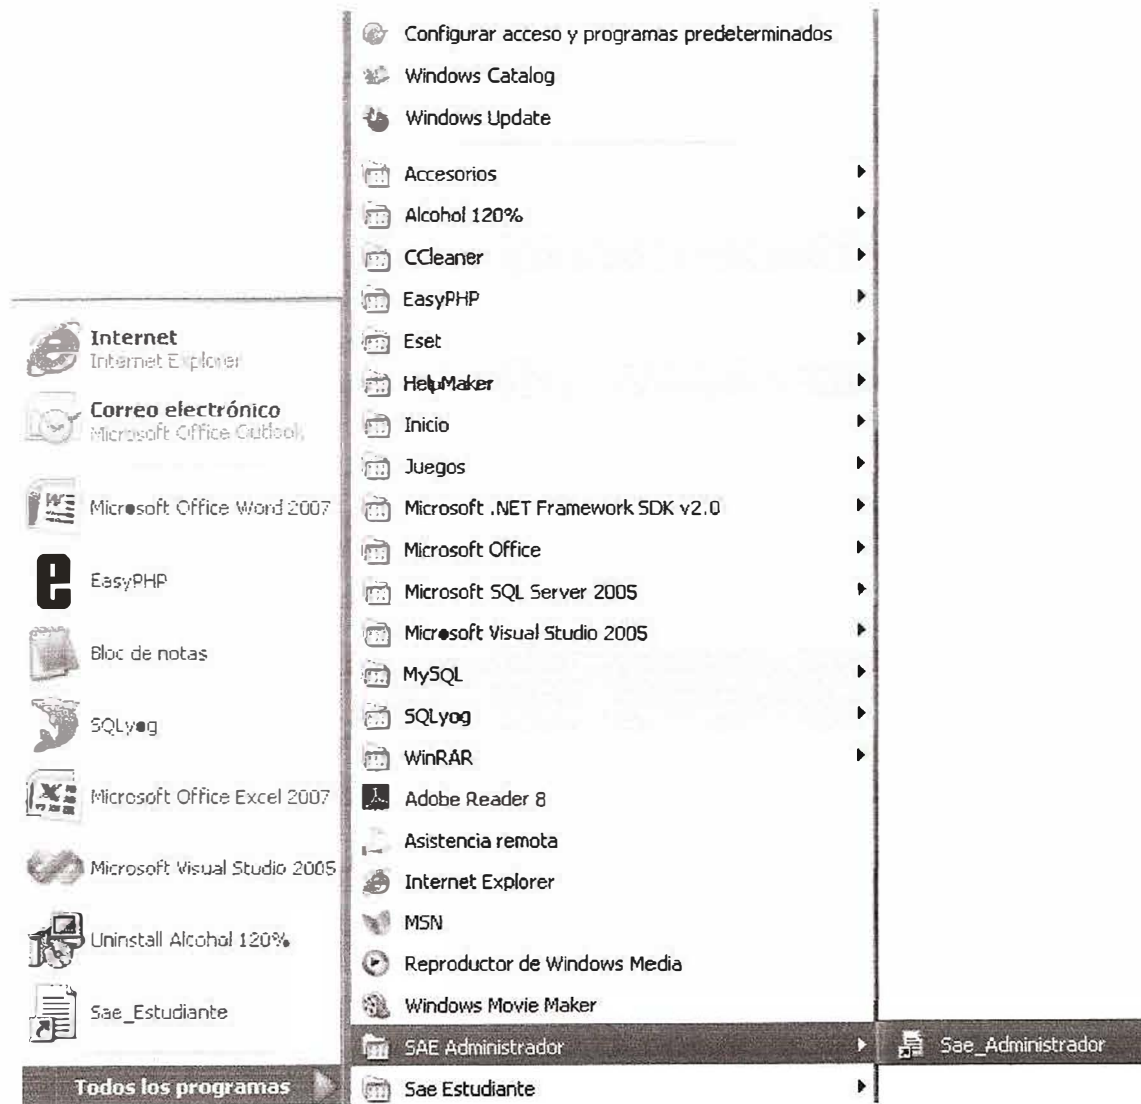 Configurar acceso y programas predeterminados
Windows Catalog
Windows Update
Accesorios
Alcohol 120%
CCleaner
EasyPHP
Eset
HelpMaker
Inicio
Juegos
Microsoft .NET Framework SDK v2.0
Microsoft Office
Microsoft SQL Server 2005
Microsoft Visual Studio 2005
MySQL
SQLyog
WinRAR
Adobe Reader 8
Asistencia remota
Internet Explorer
MSN
Reproductor de Windows Media
Windows Movie Maker
SAE Administrador
Sae Estudiante
Sae_Administrador
Internet
Internet Explorer
Correo electrónico
Microsoft Office Outlook
Microsoft Office Word 2007
EasyPHP
Bloc de notas
SQLyog
Microsoft Office Excel 2007
Microsoft Visual Studio 2005
Uninstall Alcohol 120%
Sae_Estudiante
Todos los programas